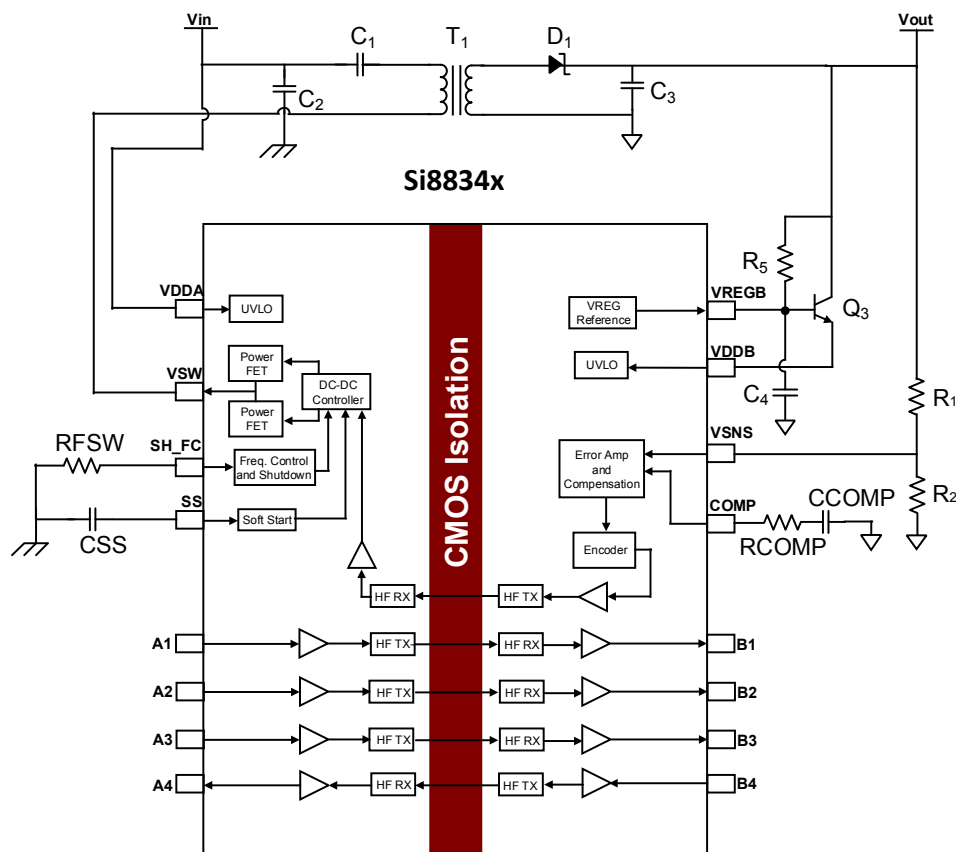 Vin
Vout
C1
T1
D1
C2
C3
Si8834x
CMOS Isolation
R5
VREGB
Q3
VREG
Reference
VDDA
UVLO
VDDB
UVLO
C4
R1
VSW
Power
FET
Power
FET
DC-DC
Controller
VSNS
RFSW
SH_FC
Freq. Control
and Shutdown
Error Amp
and
Compensation
R2
COMP
CCOMP
RCOMP
SS
Soft Start
CSS
Encoder
HF RX
HF TX
A1
HF TX
HF RX
B1
A2
HF TX
HF RX
B2
A3
HF TX
HF RX
B3
A4
HF RX
HF TX
B4